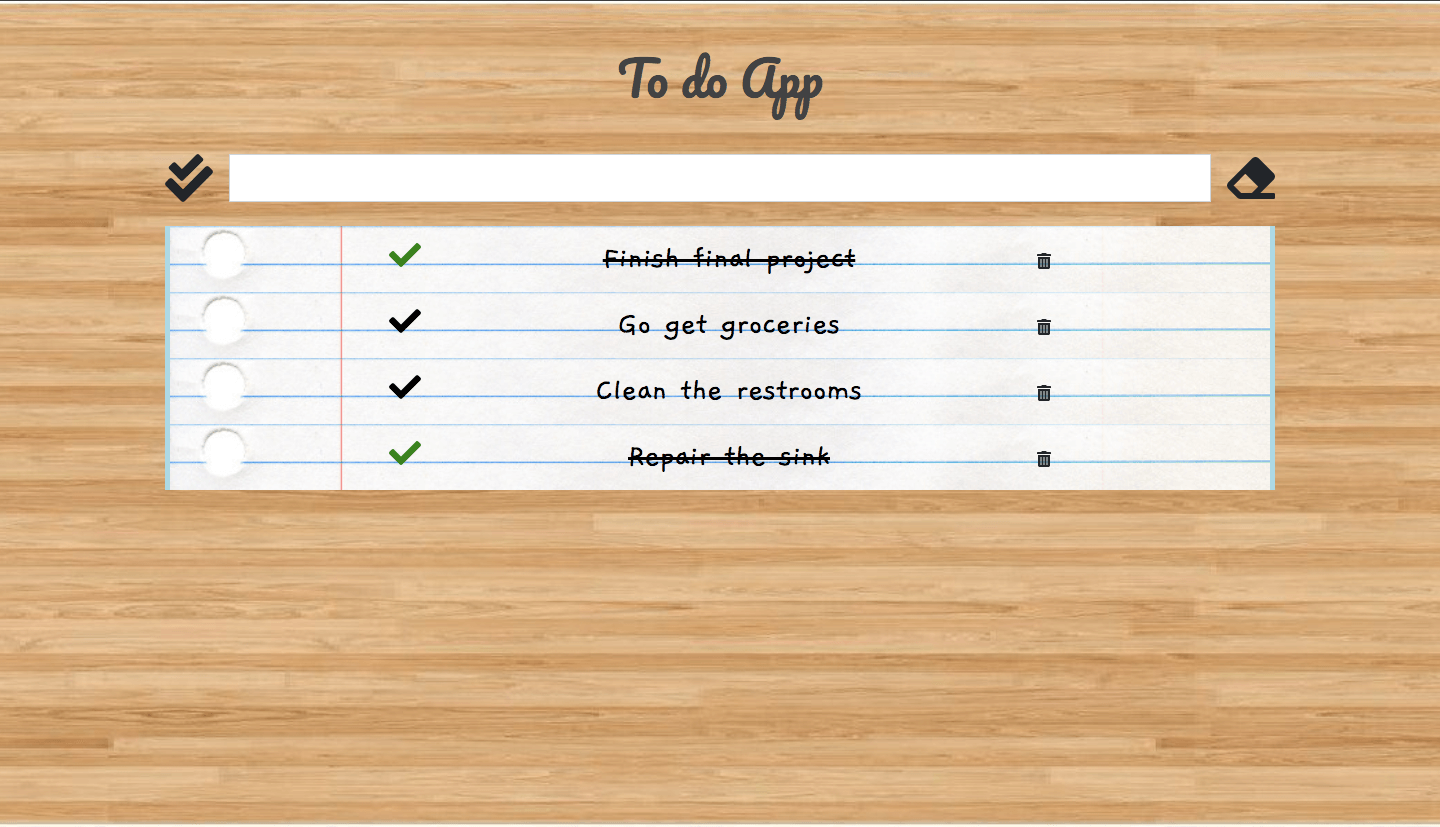 To do App
Finish final project
Go get groceries
Clean the restrooms
Repair the sink